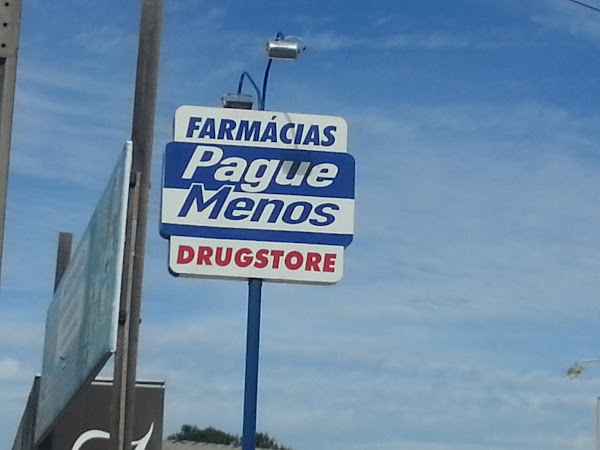 FARMÁCIAS
Pague
Menos
DRUGSTORE